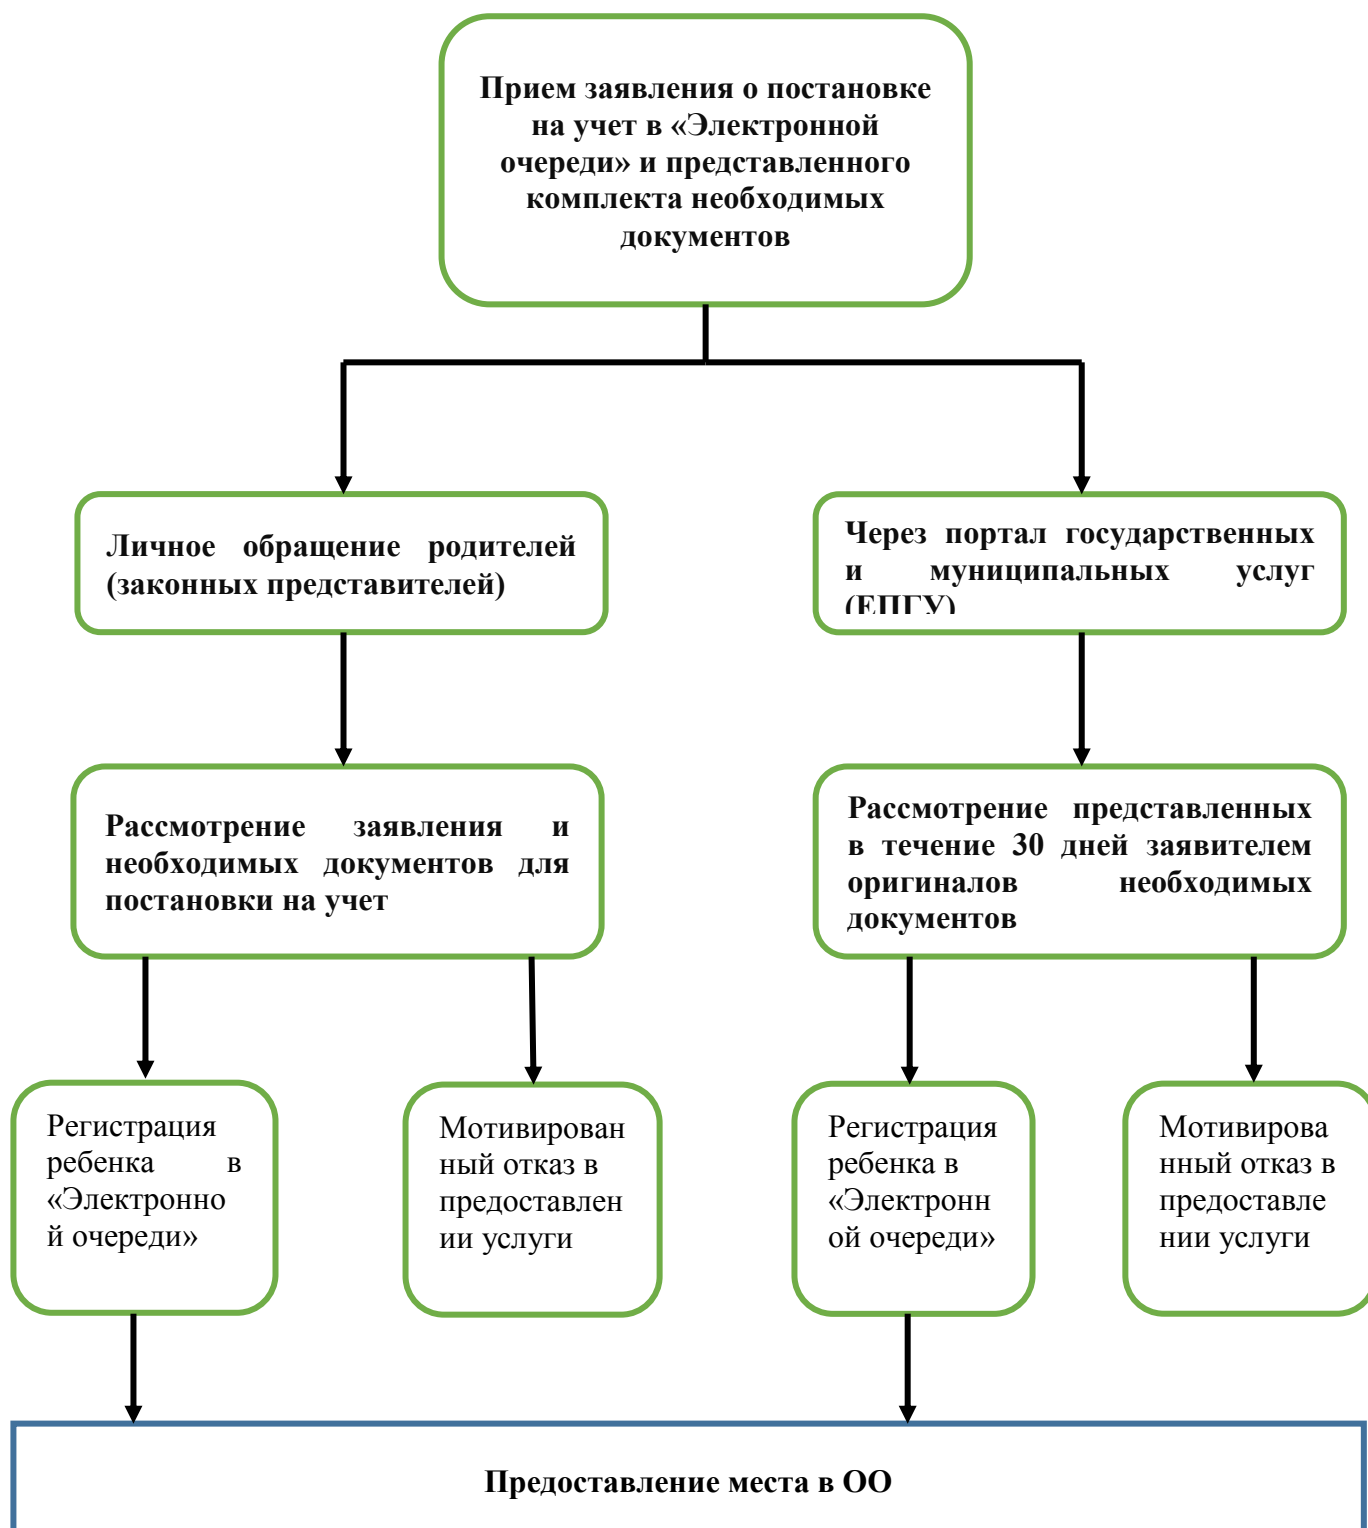 Прием заявления о постановке
на учет в «Электронной
очереди» и представленного
комплекта необходимых
документов
Личное обращение родителей
(законных представителей)
Через портал государственных
и муниципальных услуг
(ЕПГУ)
Рассмотрение заявления и
необходимых документов для
постановки на учет
Рассмотрение представленных
в течение 30 дней заявителем
оригиналов необходимых
документов
Регистрация
ребенка в
«Электронно
й очереди»
Мотивирован
ный отказ в
предоставлен
ии услуги
Регистрация
ребенка в
«Электронн
ой очереди»
Мотивирова
нный отказ в
предоставле
нии услуги
Предоставление места в ОО